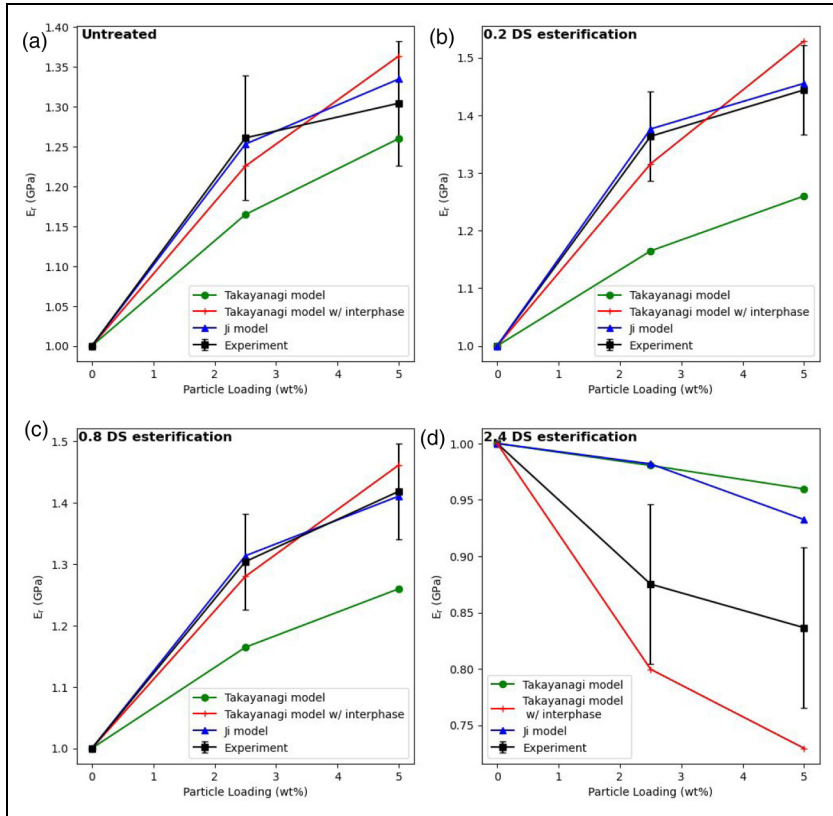 (a)
Untreated
1.40
1.35
1.30
1.25
1.20
1.15
1.10
1.05
1.00
Er (GPa)
Takayanagi model
Takayanagi model w/ interphase
Ji model
Experiment
0 1 2 3 4 5
Particle Loading (wt%)
(b)
0.2 DS esterification
1.5
1.4
1.3
1.2
1.1
1.0
Er (GPa)
Takayanagi model
Takayanagi model w/ interphase
Ji model
Experiment
0 1 2 3 4 5
Particle Loading (wt%)
(c)
0.8 DS esterification
1.5
1.4
1.3
1.2
1.1
1.0
Er (GPa)
Takayanagi model
Takayanagi model w/ interphase
Ji model
Experiment
0 1 2 3 4 5
Particle Loading (wt%)
(d)
2.4 DS esterification
1.00
0.95
0.90
0.85
0.80
0.75
Er (GPa)
Takayanagi model
Takayanagi model
w/ interphase
Ji model
Experiment
0 1 2 3 4 5
Particle Loading (wt%)